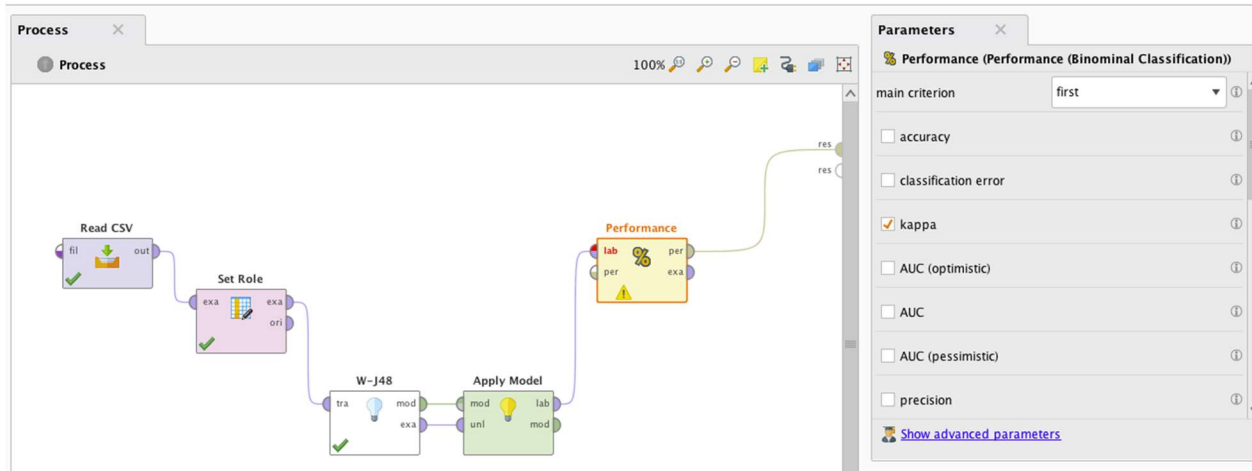 Process
Process
100%
res
res
Read CSV
fil out
Set Role
exa exa
ori
W-J48
tra mod
exa
Apply Model
mod lab
unl mod
Performance
lab % per
per exa
Parameters
% Performance (Performance (Binominal Classification))
main criterion first
accuracy
classification error
kappa
AUC (optimistic)
AUC
AUC (pessimistic)
precision
Show advanced parameters